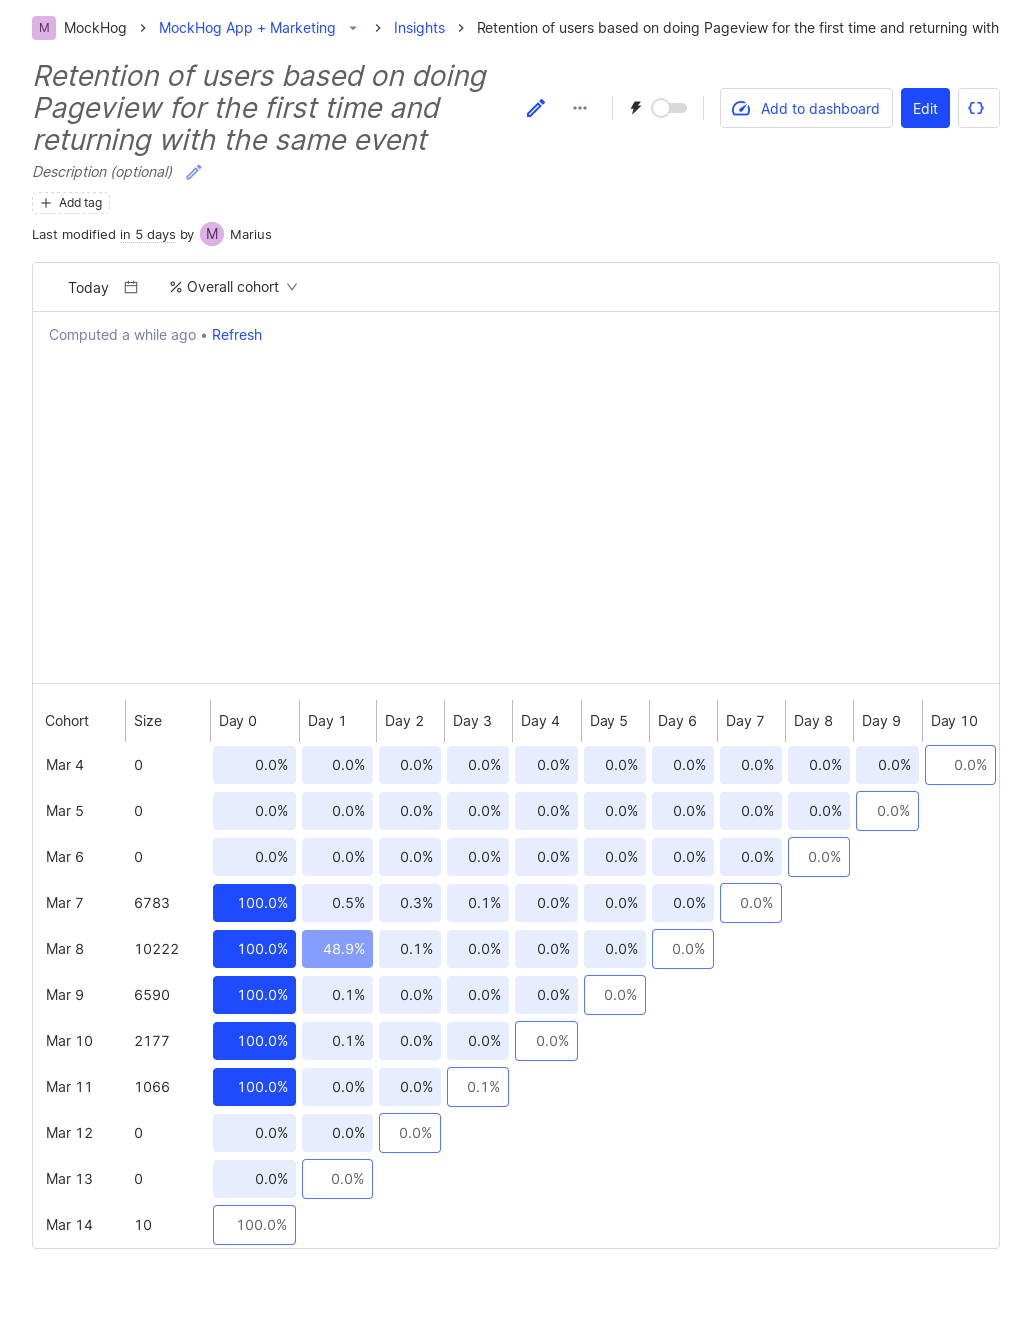 M MockHog > MockHog App + Marketing > Insights > Retention of users based on doing Pageview for the first time and returning with
Retention of users based on doing
Pageview for the first time and
returning with the same event
Add to dashboard Edit {}
Description (optional)
+ Add tag
Last modified in 5 days by M Marius
Today % Overall cohort
Computed a while ago • Refresh
Cohort Size Day 0 Day 1 Day 2 Day 3 Day 4 Day 5 Day 6 Day 7 Day 8 Day 9 Day 10
Mar 4 0 0.0% 0.0% 0.0% 0.0% 0.0% 0.0% 0.0% 0.0% 0.0% 0.0% 0.0%
Mar 5 0 0.0% 0.0% 0.0% 0.0% 0.0% 0.0% 0.0% 0.0% 0.0% 0.0%
Mar 6 0 0.0% 0.0% 0.0% 0.0% 0.0% 0.0% 0.0% 0.0% 0.0%
Mar 7 6783 100.0% 0.5% 0.3% 0.1% 0.0% 0.0% 0.0% 0.0%
Mar 8 10222 100.0% 48.9% 0.1% 0.0% 0.0% 0.0% 0.0%
Mar 9 6590 100.0% 0.1% 0.0% 0.0% 0.0% 0.0%
Mar 10 2177 100.0% 0.1% 0.0% 0.0% 0.0%
Mar 11 1066 100.0% 0.0% 0.0% 0.1%
Mar 12 0 0.0% 0.0% 0.0%
Mar 13 0 0.0% 0.0%
Mar 14 10 100.0%